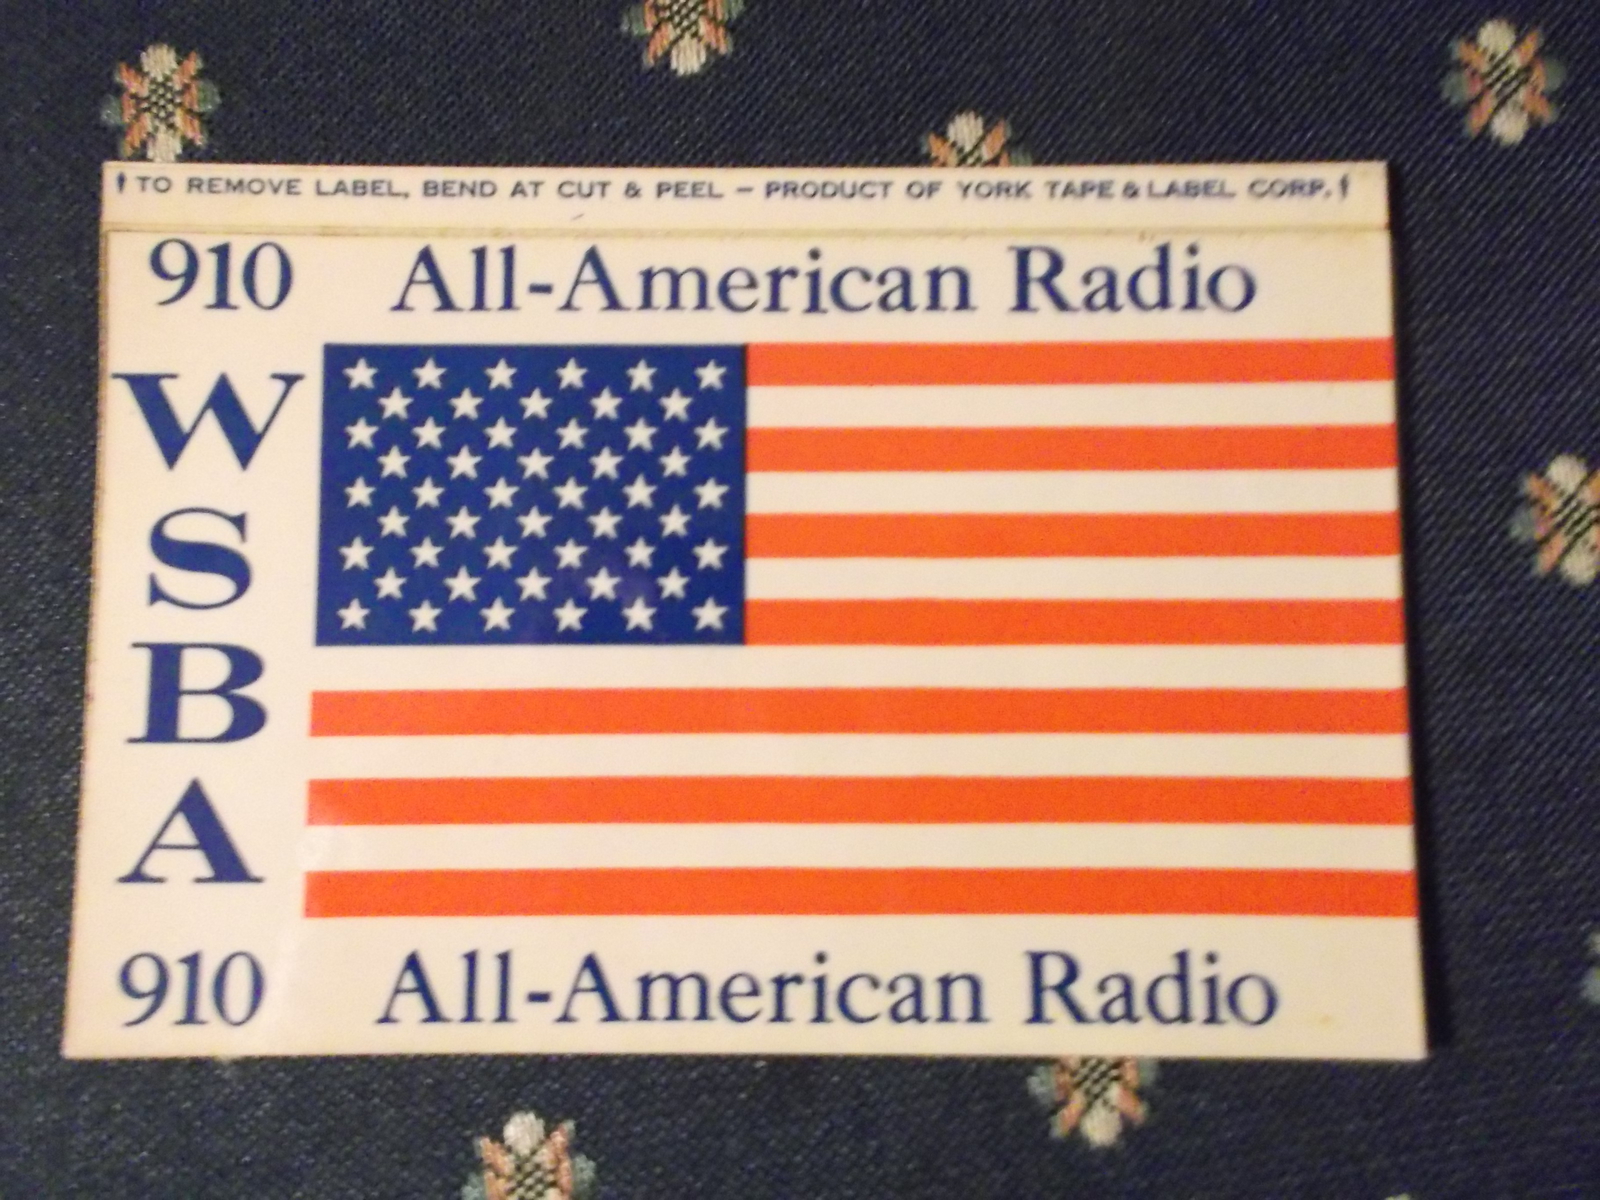 TO REMOVE LABEL, BEND AT CUT & PEEL – PRODUCT OF YORK TAPE & LABEL CORP.
910 All-American Radio
W
S
B
A
910 All-American Radio